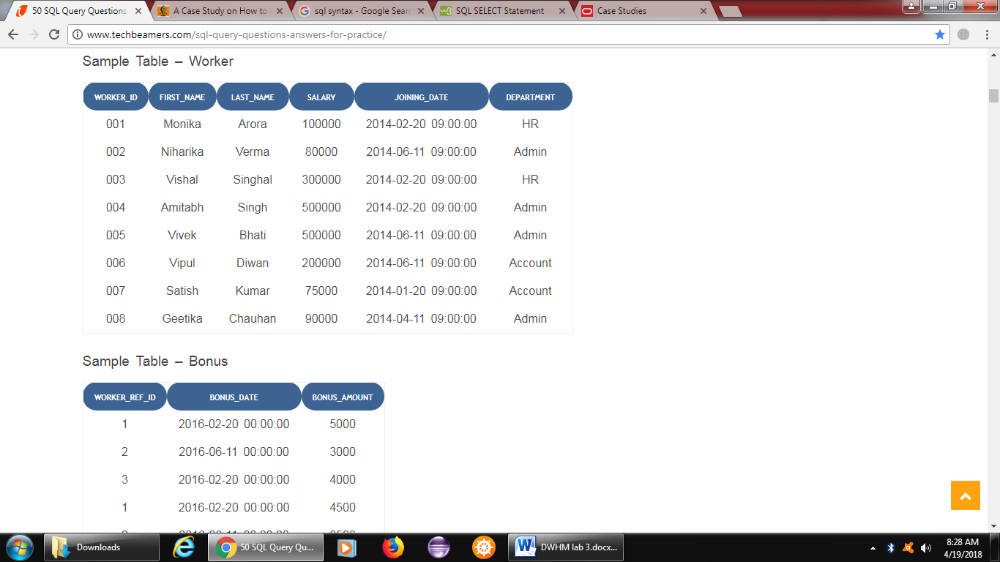 50 SQL Query Questions
A Case Study on How to
sql syntax - Google Sear
SQL SELECT Statement
Case Studies
www.techbeamers.com/sql-query-questions-answers-for-practice/
Sample Table – Worker
WORKER_ID FIRST_NAME LAST_NAME SALARY JOINING_DATE DEPARTMENT
001 Monika Arora 100000 2014-02-20 09:00:00 HR
002 Niharika Verma 80000 2014-06-11 09:00:00 Admin
003 Vishal Singhal 300000 2014-02-20 09:00:00 HR
004 Amitabh Singh 500000 2014-02-20 09:00:00 Admin
005 Vivek Bhati 500000 2014-06-11 09:00:00 Admin
006 Vipul Diwan 200000 2014-06-11 09:00:00 Account
007 Satish Kumar 75000 2014-01-20 09:00:00 Account
008 Geetika Chauhan 90000 2014-04-11 09:00:00 Admin
Sample Table – Bonus
WORKER_REF_ID BONUS_DATE BONUS_AMOUNT
1 2016-02-20 00:00:00 5000
2 2016-06-11 00:00:00 3000
3 2016-02-20 00:00:00 4000
1 2016-02-20 00:00:00 4500
Downloads
50 SQL Query Qu...
DWHM lab 3.docx...
8:28 AM
4/19/2018